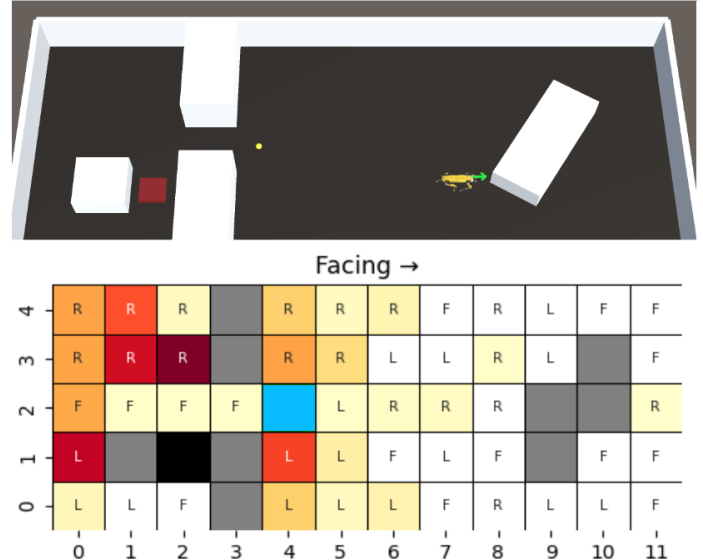 Facing →
4 R R R R R R F R L F F
3 R R R R R L L R L F
2 F F F F L R R R R
1 L L L F L F F F
0 L L F L L L F R L L F
0 1 2 3 4 5 6 7 8 9 10 11